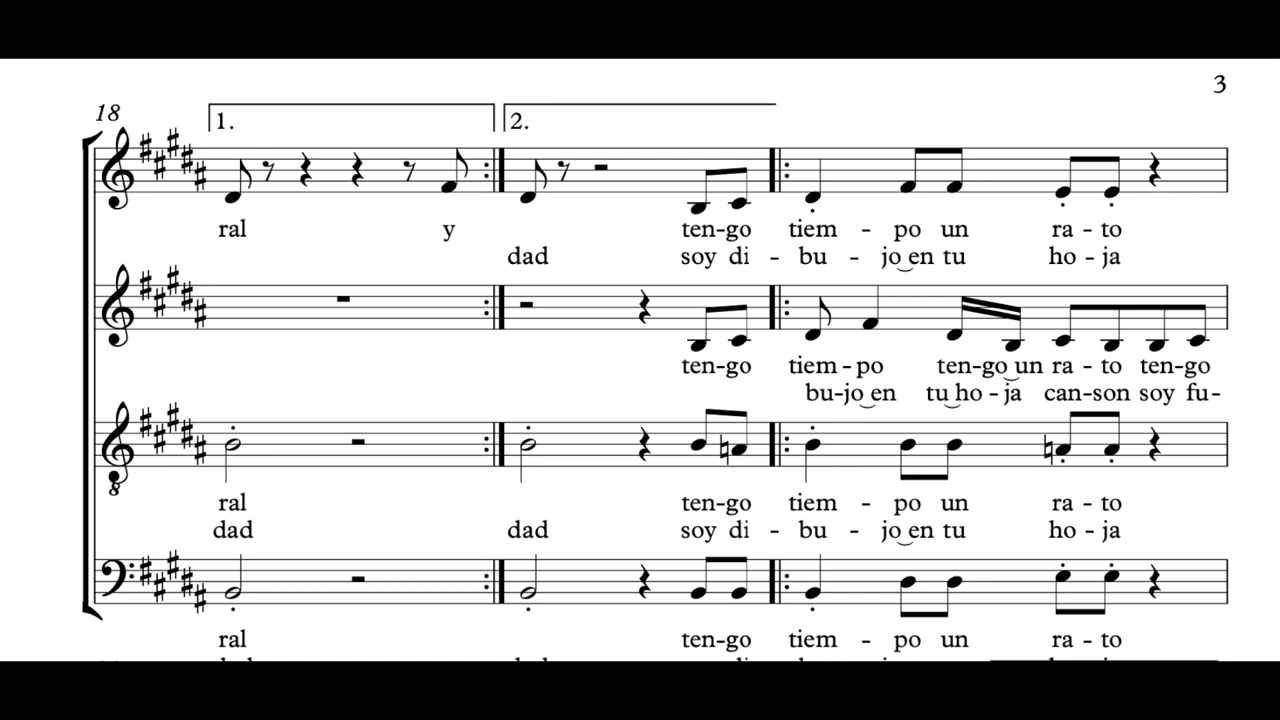 3
18
1. 2.
ral y ten-go tiem - po un ra - to
dad soy di - bu - jo en tu ho - ja
ten-go tiem - po ten-go un ra - to ten-go
bu-jo en tu ho - ja can-son soy fu-
ral ten-go tiem - po un ra - to
dad dad soy di - bu - jo en tu ho - ja
ral ten-go tiem - po un ra - to